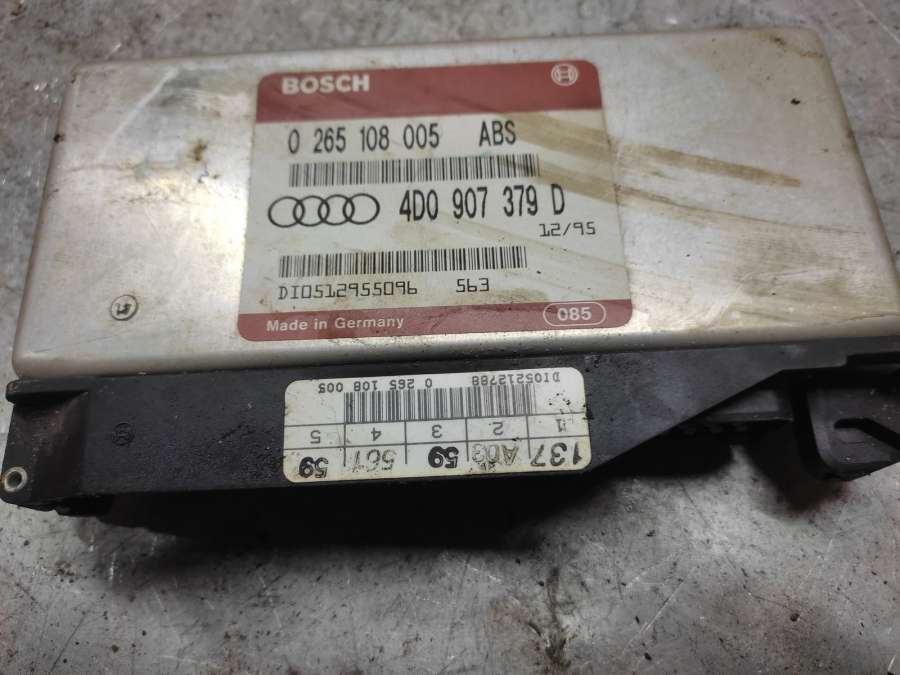 BOSCH
0 265 108 005 ABS
4D0 907 379 D
12/95
DI0512955096 563
Made in Germany 085
DI05212788 0 265 108 005
1 2 3 4 5
137 A03 59 561 59